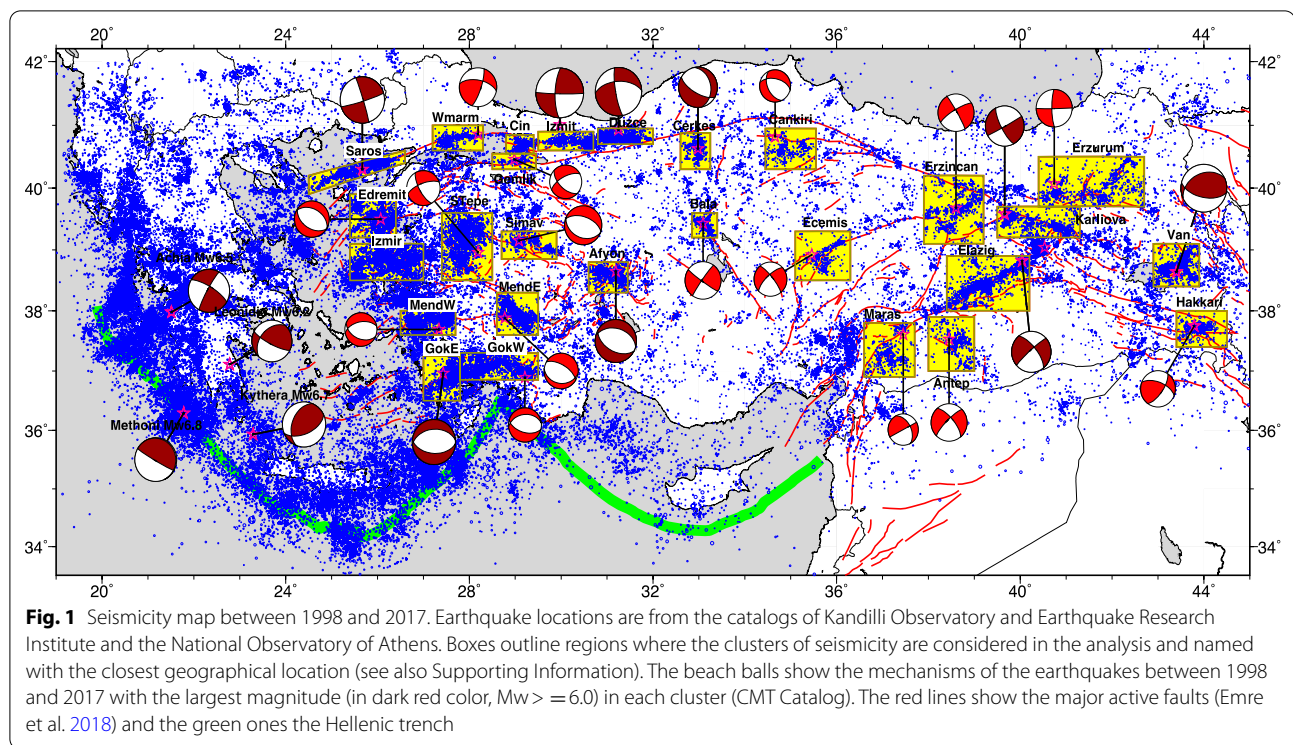 20° 24° 28° 32° 36° 40° 44°
42° 42°
Wmarm Cin Izmit Düzce Cerkes Cankiri
Saros Gemlik Erzincan Erzurum
40° Edremit STepe Bala 40°
Izmir Simav Ecemis Karliova
Afyon Elazig Van
38° MendW MendE Maras Hakkari 38°
GokE GokW
Kythera Antep
36° Methoni Mw6.8 36°
34° 34°
20° 24° 28° 32° 36° 40° 44°
Fig. 1 Seismicity map between 1998 and 2017. Earthquake locations are from the catalogs of Kandilli Observatory and Earthquake Research
Institute and the National Observatory of Athens. Boxes outline regions where the clusters of seismicity are considered in the analysis and named
with the closest geographical location (see also Supporting Information). The beach balls show the mechanisms of the earthquakes between 1998
and 2017 with the largest magnitude (in dark red color, Mw > = 6.0) in each cluster (CMT Catalog). The red lines show the major active faults (Emre
et al. 2018) and the green ones the Hellenic trench